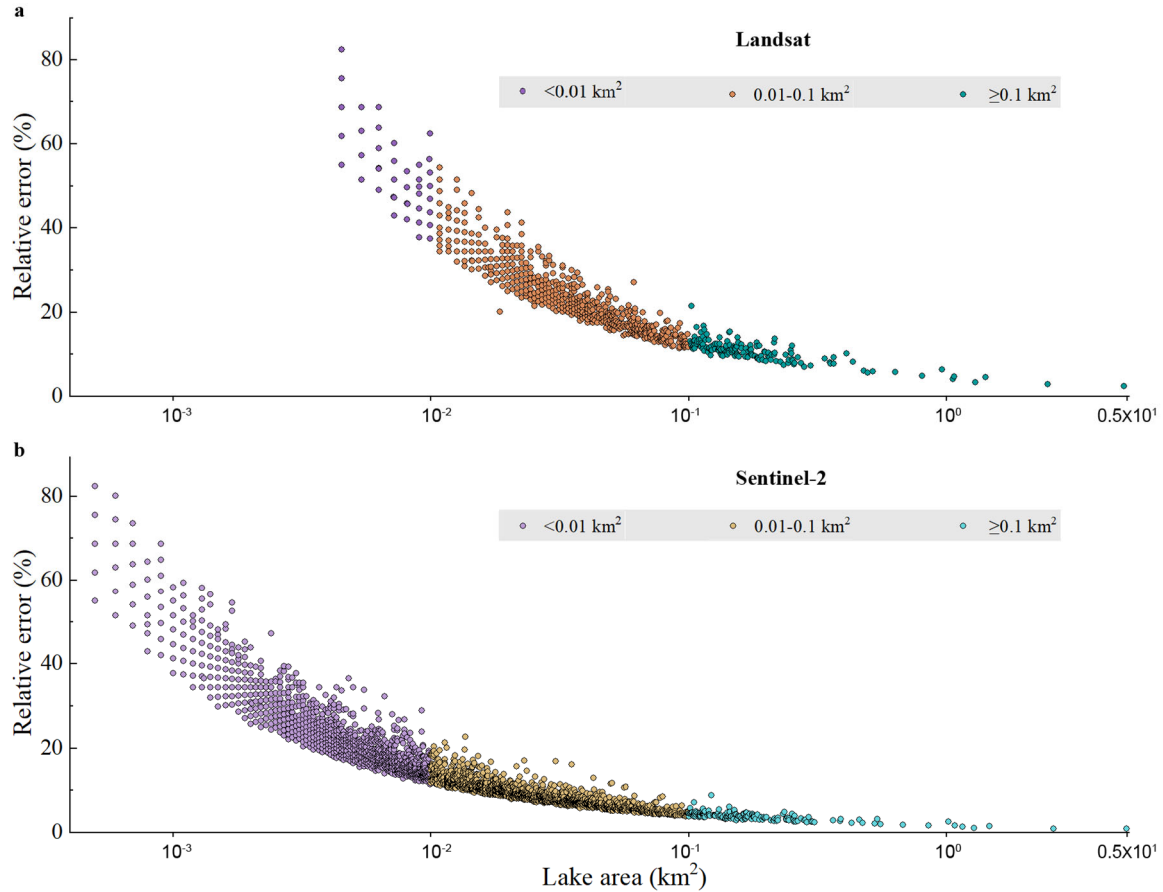 a
Landsat
<0.01 km²
0.01-0.1 km²
≥0.1 km²
Relative error (%)
80
60
40
20
0
10⁻³
10⁻²
10⁻¹
10⁰
0.5X10¹
b
Sentinel-2
<0.01 km²
0.01-0.1 km²
≥0.1 km²
Relative error (%)
80
60
40
20
0
10⁻³
10⁻²
10⁻¹
10⁰
0.5X10¹
Lake area (km²)